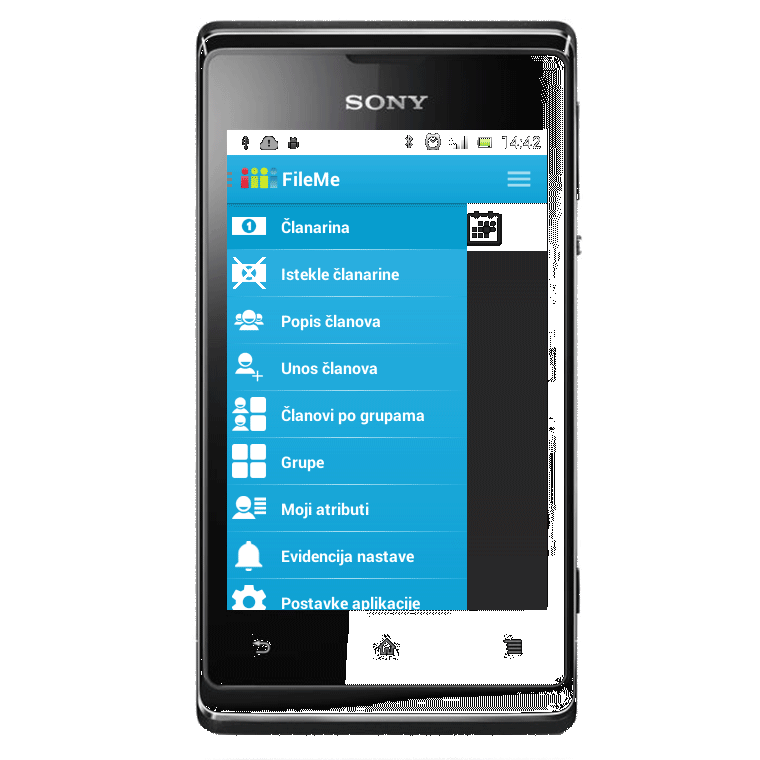 SONY
14:42
FileMe
Članarina
Istekle članarine
Popis članova
Unos članova
Članovi po grupama
Grupe
Moji atributi
Evidencija nastave
Postavke aplikacije